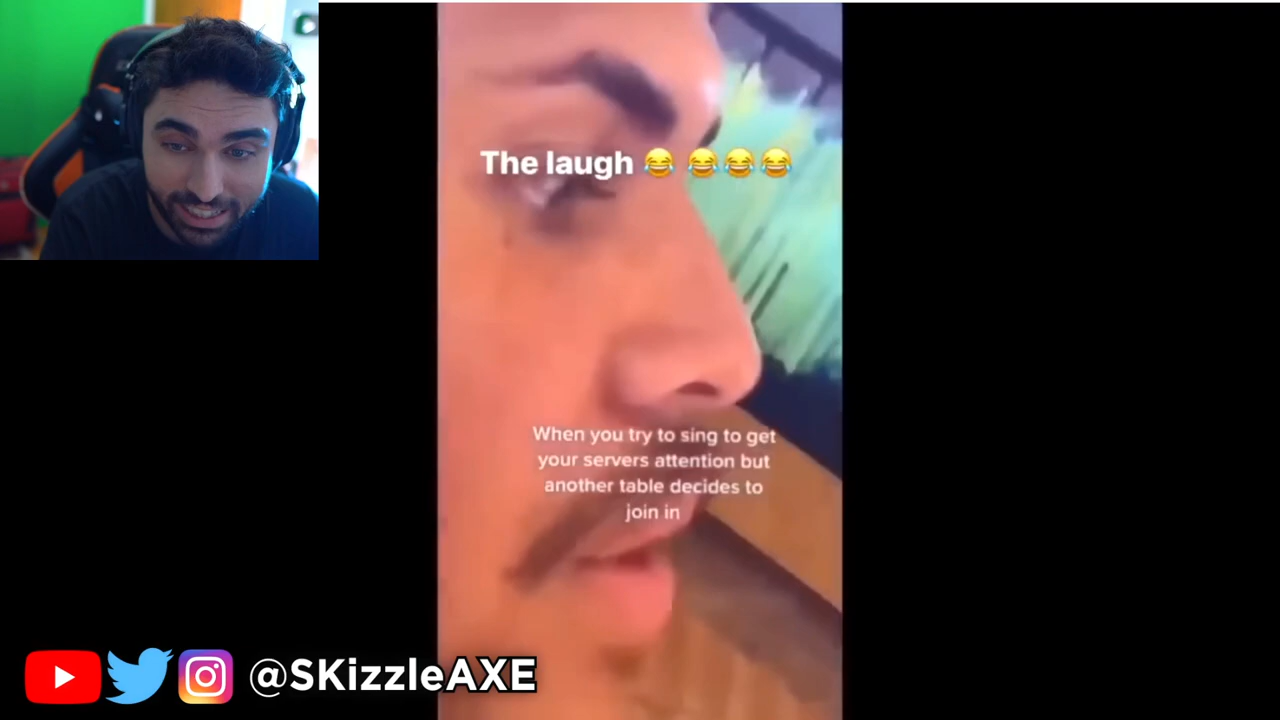 The laugh 😂 😂😂😂
When you try to sing to get
your servers attention but
another table decides to
join in
@SKizzleAXE